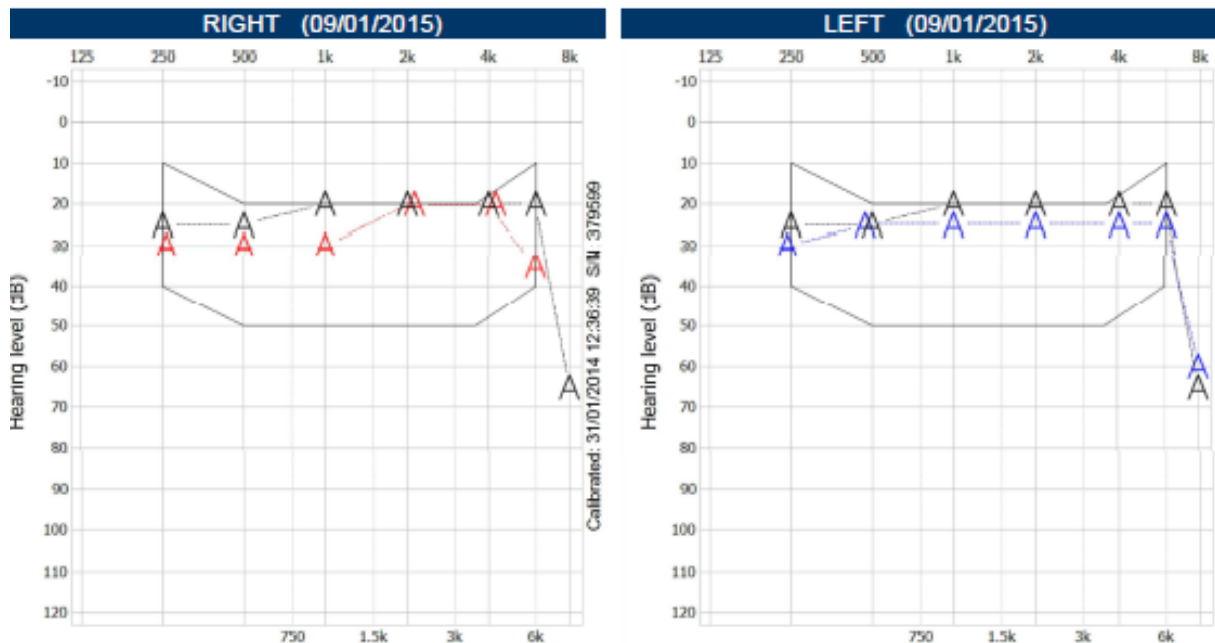 RIGHT (09/01/2015)
125 250 500 1k 2k 4k 8k
-10
0
10
20
30
40
50
60
70
80
90
100
110
120
Hearing level (dB)
A A A A A A A
A A A A A A
750 1.5k 3k 6k
Calibrated: 31/01/2014 12:36:39 S/N: 379599
LEFT (09/01/2015)
125 250 500 1k 2k 4k 8k
-10
0
10
20
30
40
50
60
70
80
90
100
110
120
Hearing level (dB)
A A A A A A A
A A A A A A A
750 1.5k 3k 6k